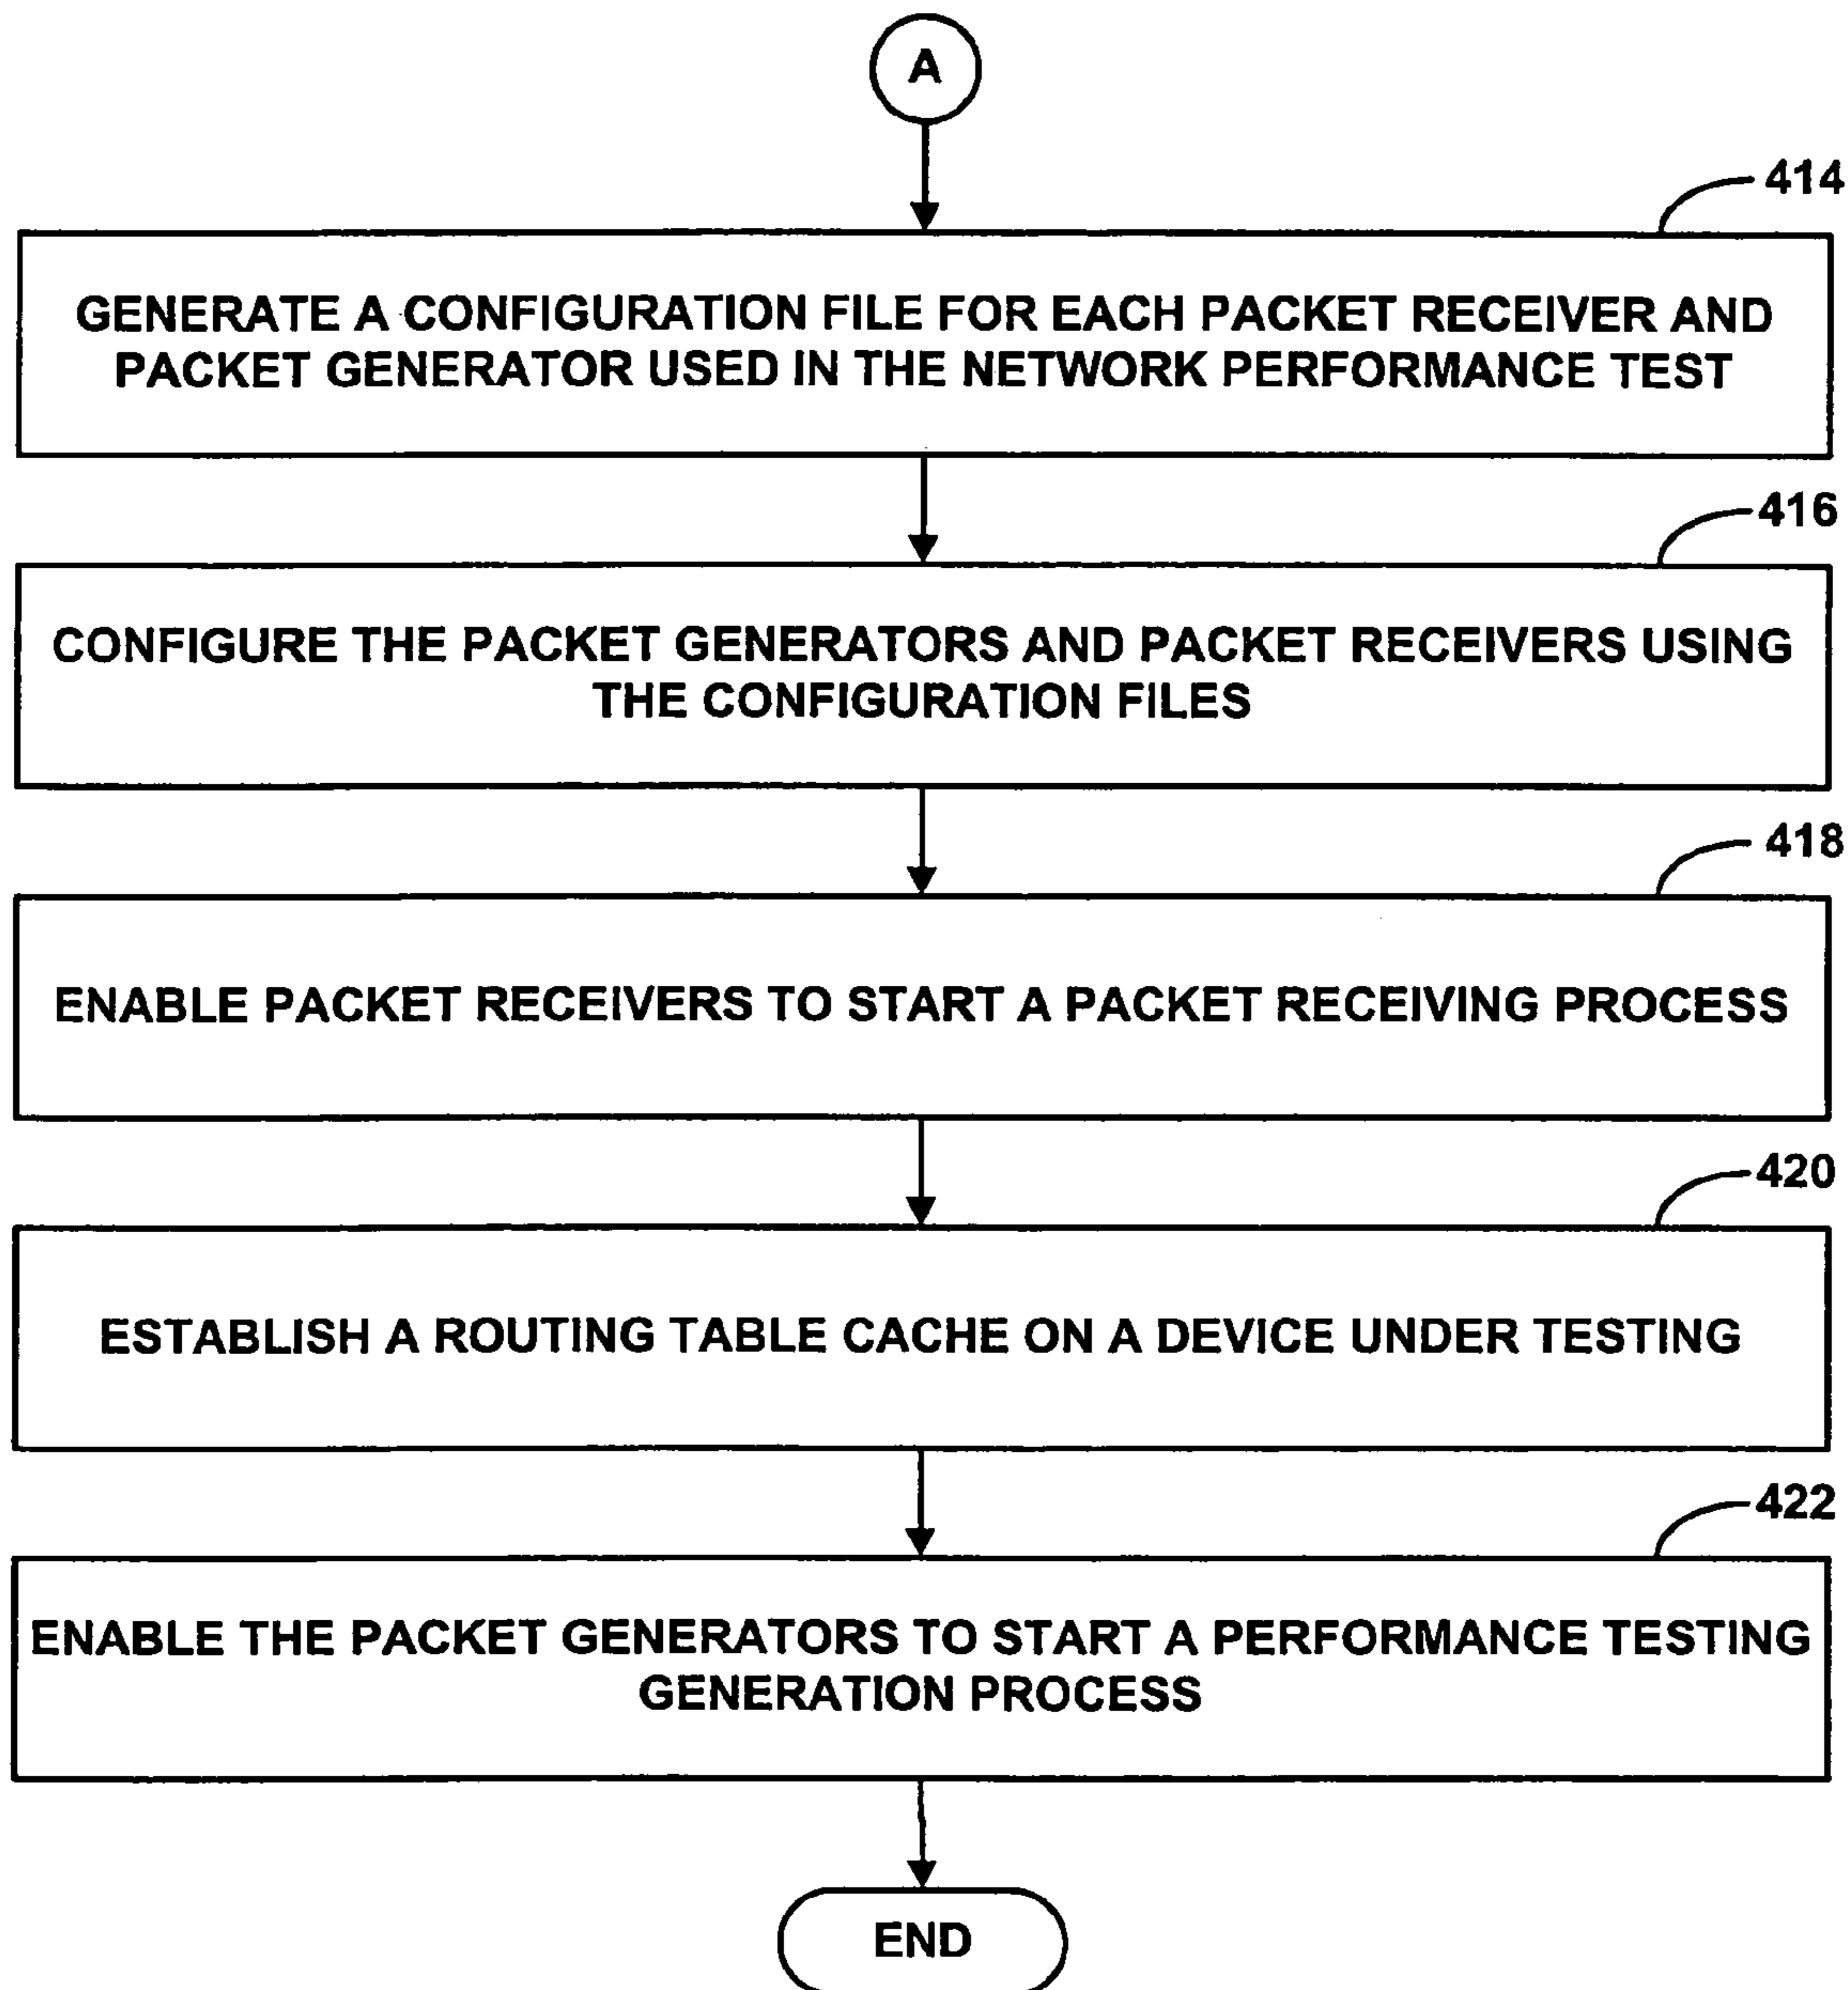 A
414
GENERATE A CONFIGURATION FILE FOR EACH PACKET RECEIVER AND
PACKET GENERATOR USED IN THE NETWORK PERFORMANCE TEST
416
CONFIGURE THE PACKET GENERATORS AND PACKET RECEIVERS USING
THE CONFIGURATION FILES
418
ENABLE PACKET RECEIVERS TO START A PACKET RECEIVING PROCESS
420
ESTABLISH A ROUTING TABLE CACHE ON A DEVICE UNDER TESTING
422
ENABLE THE PACKET GENERATORS TO START A PERFORMANCE TESTING
GENERATION PROCESS
END